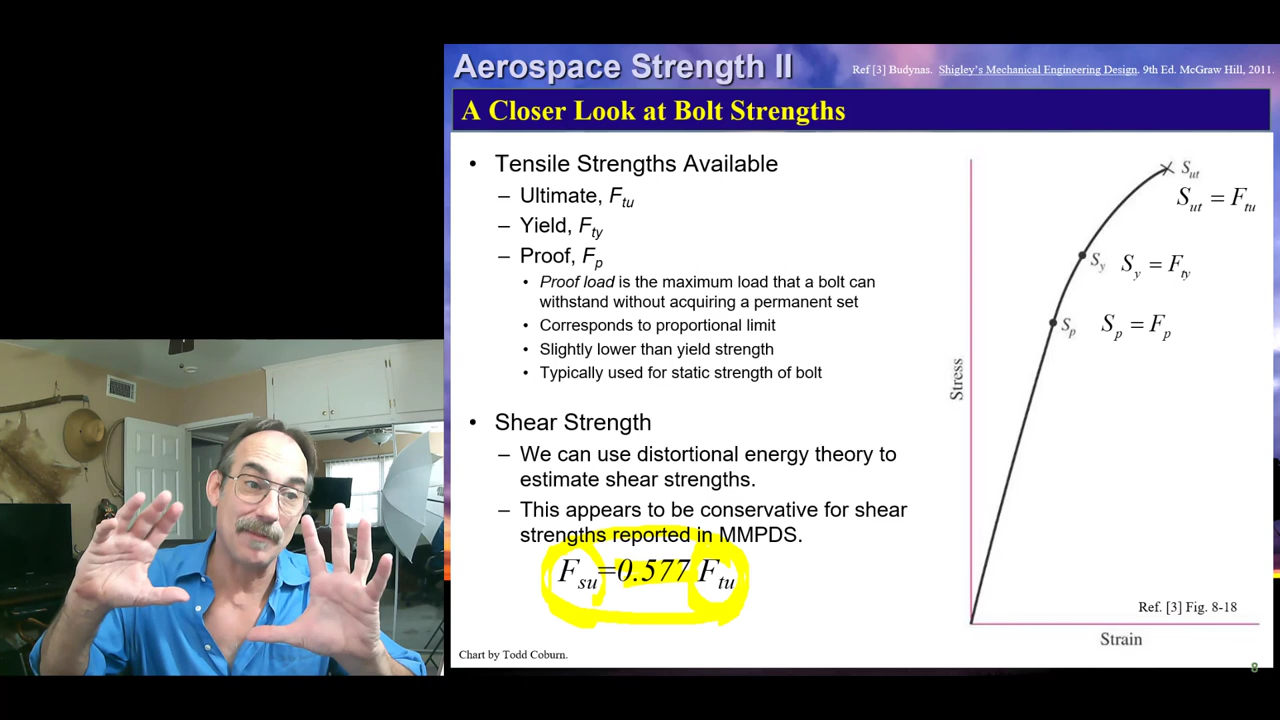 Aerospace Strength II
Ref [3] Budynas. Shigley's Mechanical Engineering Design. 9th Ed. McGraw Hill, 2011.
A Closer Look at Bolt Strengths
• Tensile Strengths Available
– Ultimate, Ftu
– Yield, Fty
– Proof, Fp
• Proof load is the maximum load that a bolt can
withstand without acquiring a permanent set
• Corresponds to proportional limit
• Slightly lower than yield strength
• Typically used for static strength of bolt
• Shear Strength
– We can use distortional energy theory to
estimate shear strengths.
– This appears to be conservative for shear
strengths reported in MMPDS.
Fsu=0.577 Ftu
Chart by Todd Coburn.
Sut
Sut = Ftu
Sy
Sy = Fty
Sp
Sp = Fp
Stress
Ref. [3] Fig. 8-18
Strain
8